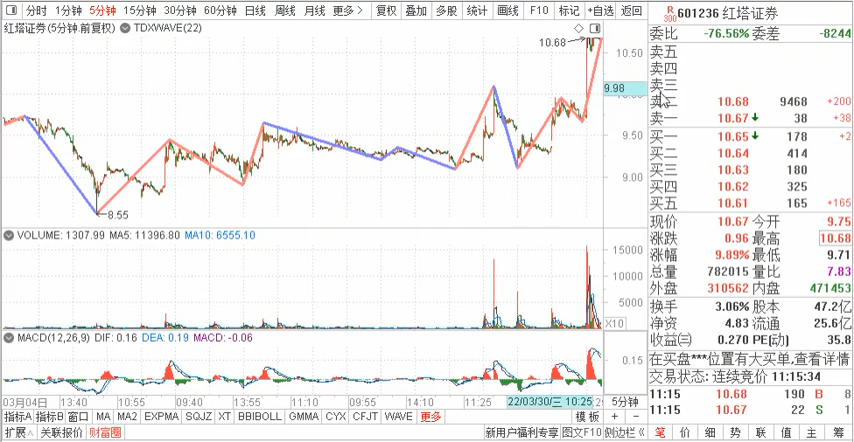 分时 1分钟 5分钟 15分钟 30分钟 60分钟 日线 周线 月线 更多 > 复权 叠加 多股 统计 画线 F10 标记 +自选 返回
R 300 601236 红塔证券
红塔证券(5分钟.前复权) TDXWAVE(22)
委比 -76.56% 委差 -8244
卖五
卖四
卖三
卖二 10.68 9468 +200
卖一 10.67 38 +38
买一 10.65 178 +2
买二 10.64 414
买三 10.63 180
买四 10.62 325
买五 10.61 165 +165
现价 10.67 今开 9.75
涨跌 0.96 最高 10.68
涨幅 9.89% 最低 9.71
总量 782015 量比 7.83
外盘 310562 内盘 471453
换手 3.06% 股本 47.2亿
净资 4.83 流通 25.6亿
收益㈢ 0.270 PE(动) 35.8
在买盘***位置有大买单,查看详情
交易状态: 连续竞价 11:15:34
11:15 10.68 190 B 8
11:15 10.67 22 S 1
笔 价 细 势 联 值 主 筹
10.68
10.50
9.98
9.50
9.00
8.55
VOLUME: 1307.99 MA5: 11396.80 MA10: 6555.10
15000
10000
5000
X10
MACD(12,26,9) DIF: 0.16 DEA: 0.19 MACD: -0.06
0.15
03月04日 13:40 10:55 09:40 13:55 11:10 09:55 14:10 11:25 22/03/30/三 10:25 5分钟
指标A 指标B 窗口 MA MA2 EXPMA SQJZ XT BBIBOLL GMMA CYX CFJT WAVE 更多 模板 + -
扩展∧ 关联报价 财富圈 新用户福利专享 图文F10 侧边栏《